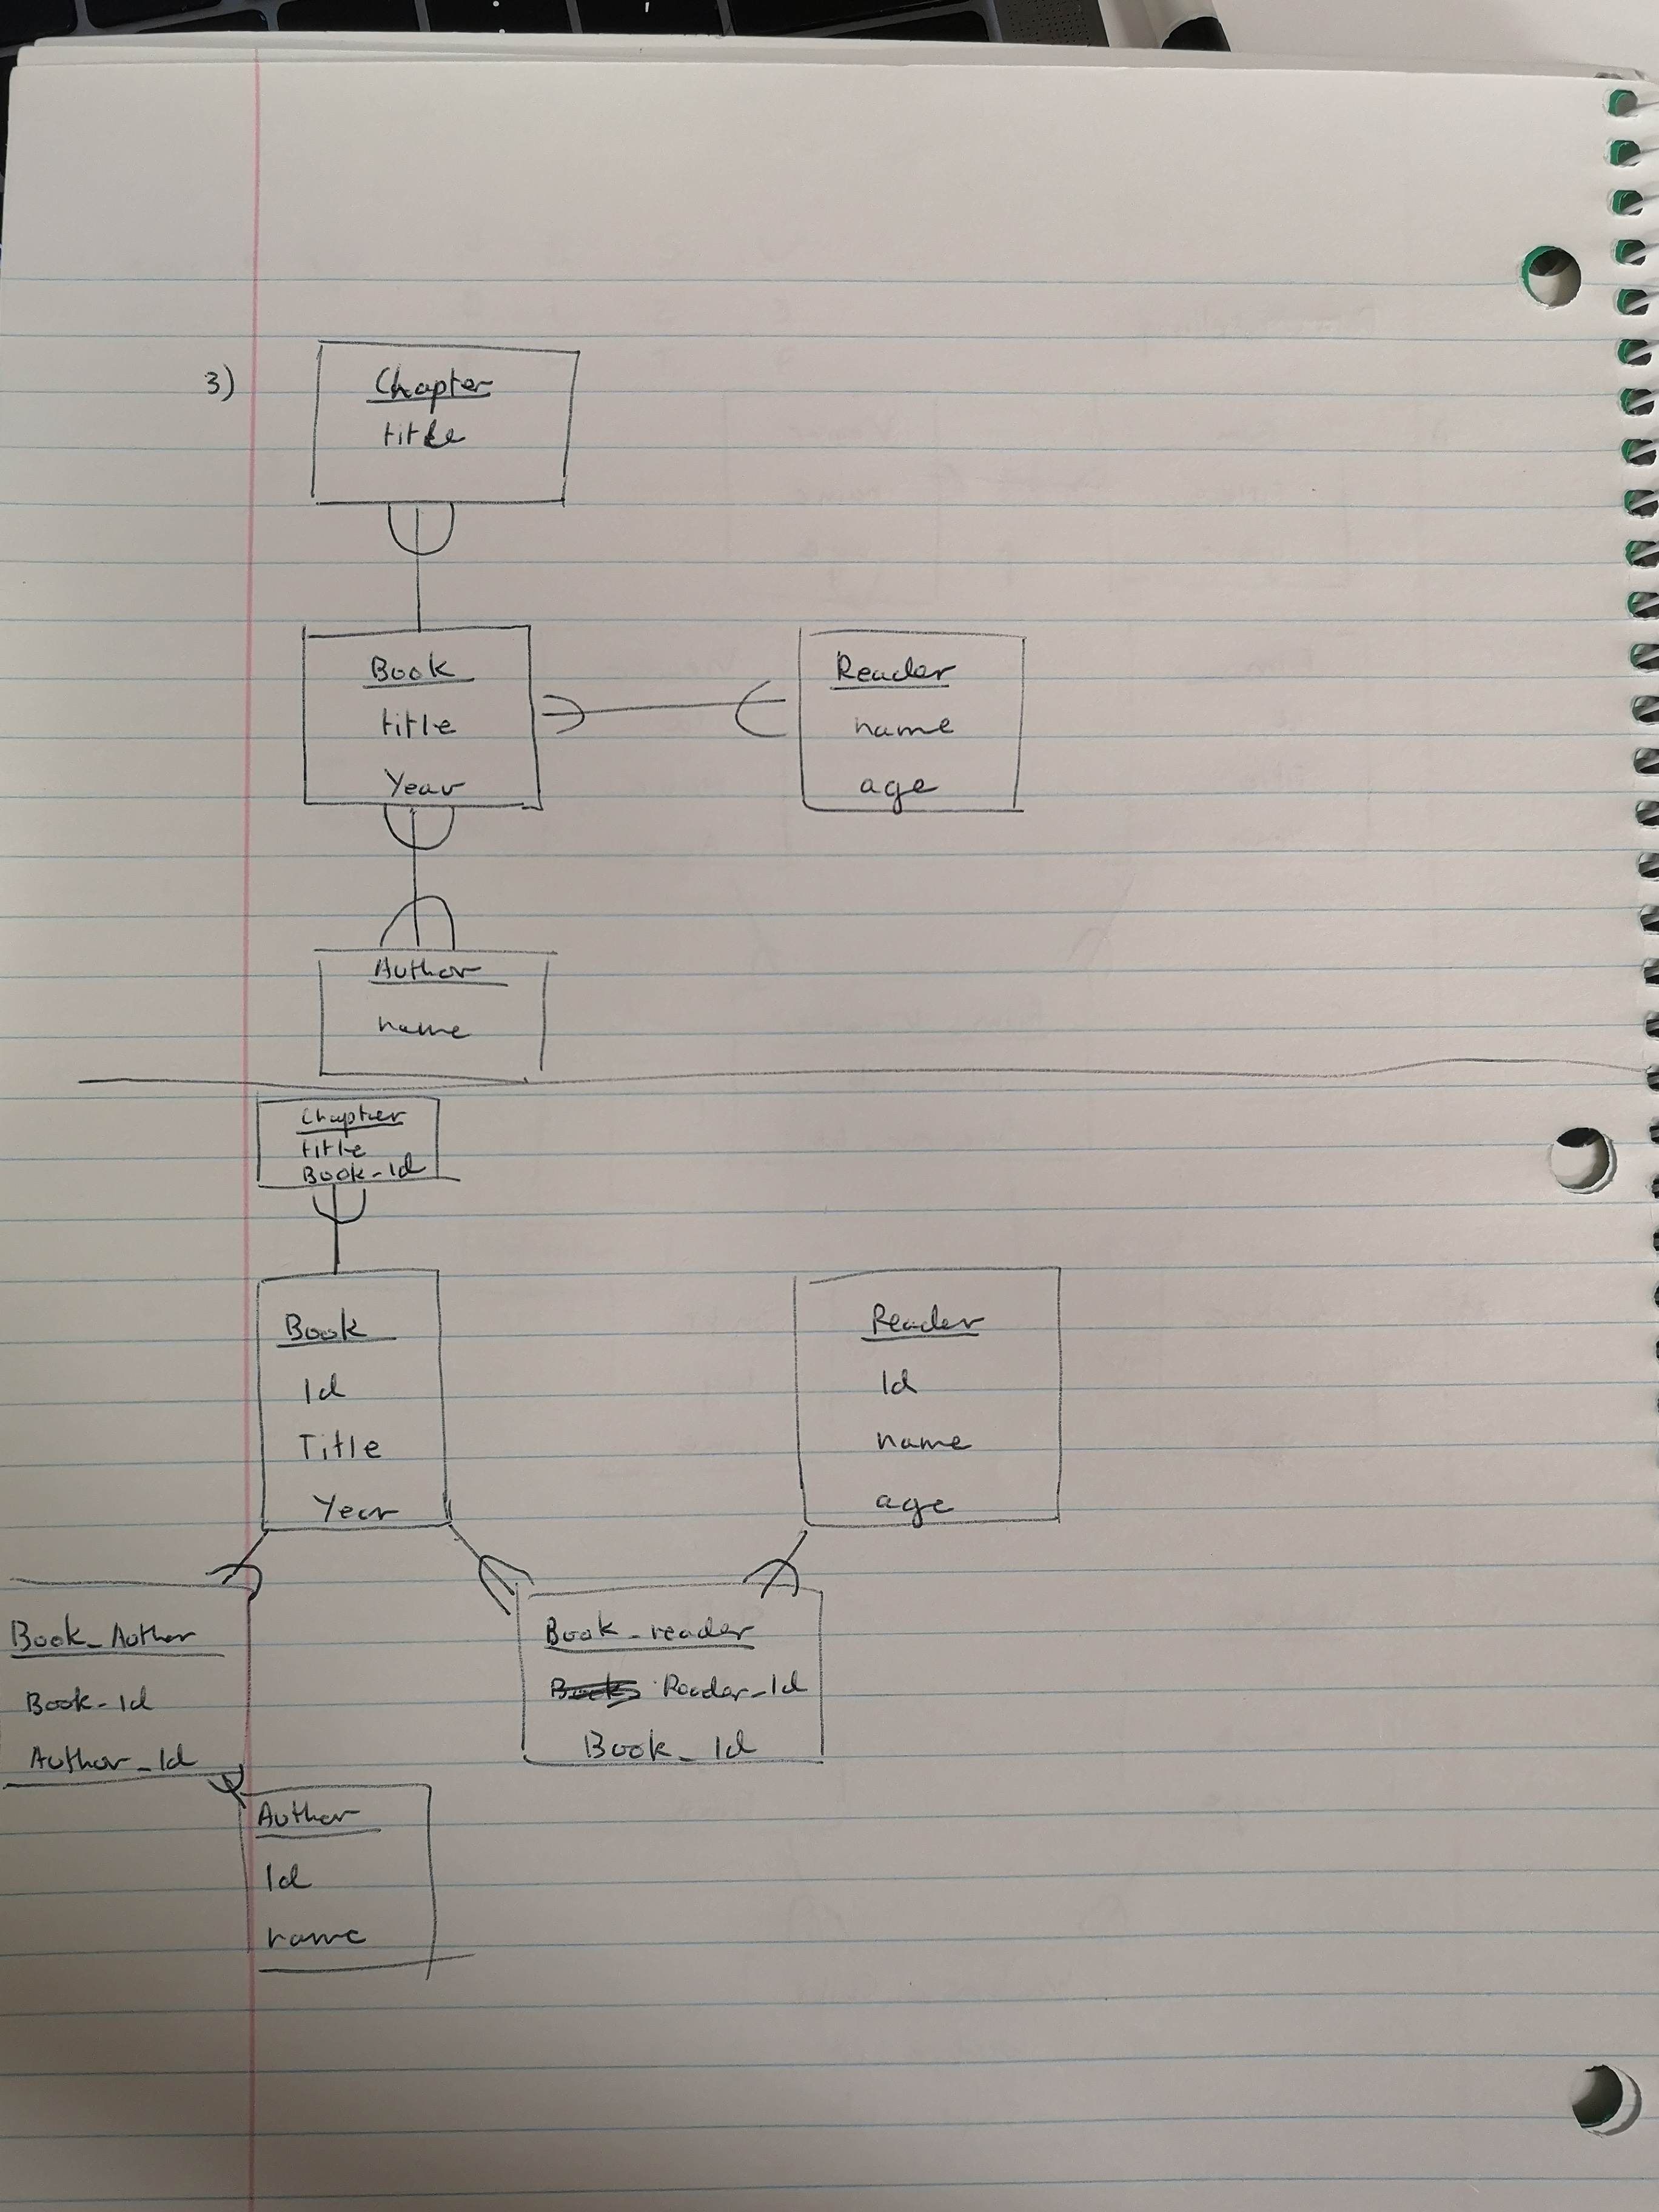 3)
Chapter
title
Book
title
Year
Reader
name
age
Author
name
Chapter
title
Book-Id
Book
Id
Title
Year
Reader
Id
name
age
Book_Author
Book-Id
Author_Id
Book_reader
Reader_Id
Book_Id
Author
Id
name